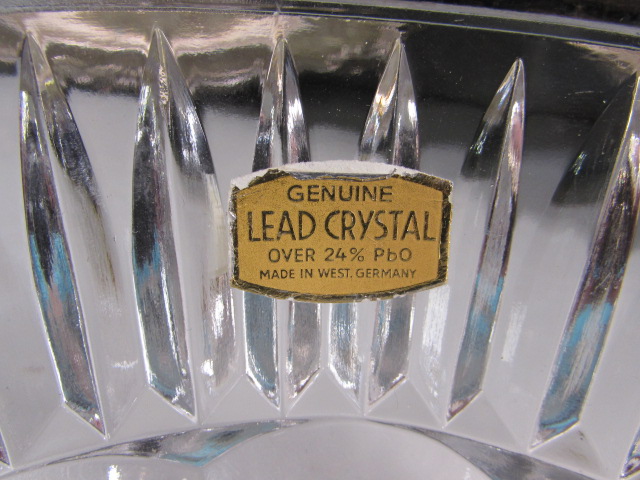 GENUINE
LEAD CRYSTAL
OVER 24% PbO
MADE IN WEST. GERMANY